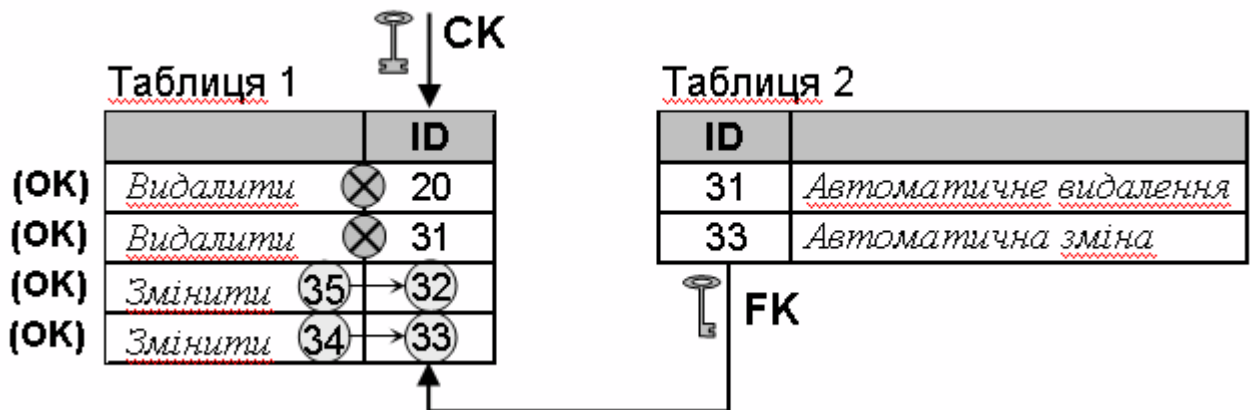 CK
Таблиця 1
Таблиця 2
ID
ID
(OK) Видалити 20
31 Автоматичне видалення
(OK) Видалити 31
33 Автоматична зміна
(OK) Змінити 35 32
(OK) Змінити 34 33
FK